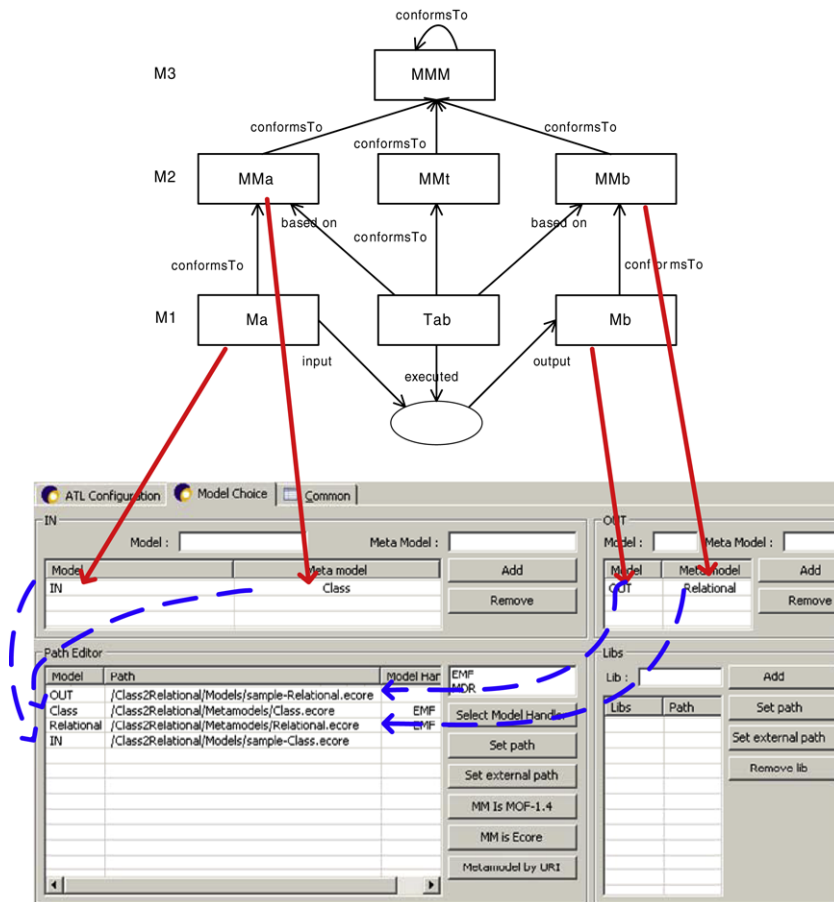 conformsTo
M3
MMM
conformsTo
conformsTo
conformsTo
M2
MMa
MMt
MMb
based on
based on
conformsTo
conformsTo
conformsTo
M1
Ma
Tab
Mb
input
executed
output
ATL Configuration Model Choice Common
IN
OUT
Model : Meta Model :
Model : Meta Model :
Model Meta model
Add
Model Meta model
Add
IN Class
OUT Relational
Remove
Remove
Path Editor
Libs
Model Path Model Han
EMF
MDR
Lib :
Add
OUT /Class2Relational/Models/sample-Relational.ecore
Class /Class2Relational/Metamodels/Class.ecore EMF
Relational /Class2Relational/Metamodels/Relational.ecore EMF
IN /Class2Relational/Models/sample-Class.ecore
Select Model Handler
Libs Path
Set path
Set path
Set external path
Set external path
Remove lib
MM Is MOF-1.4
MM is Ecore
Metamodel by URI